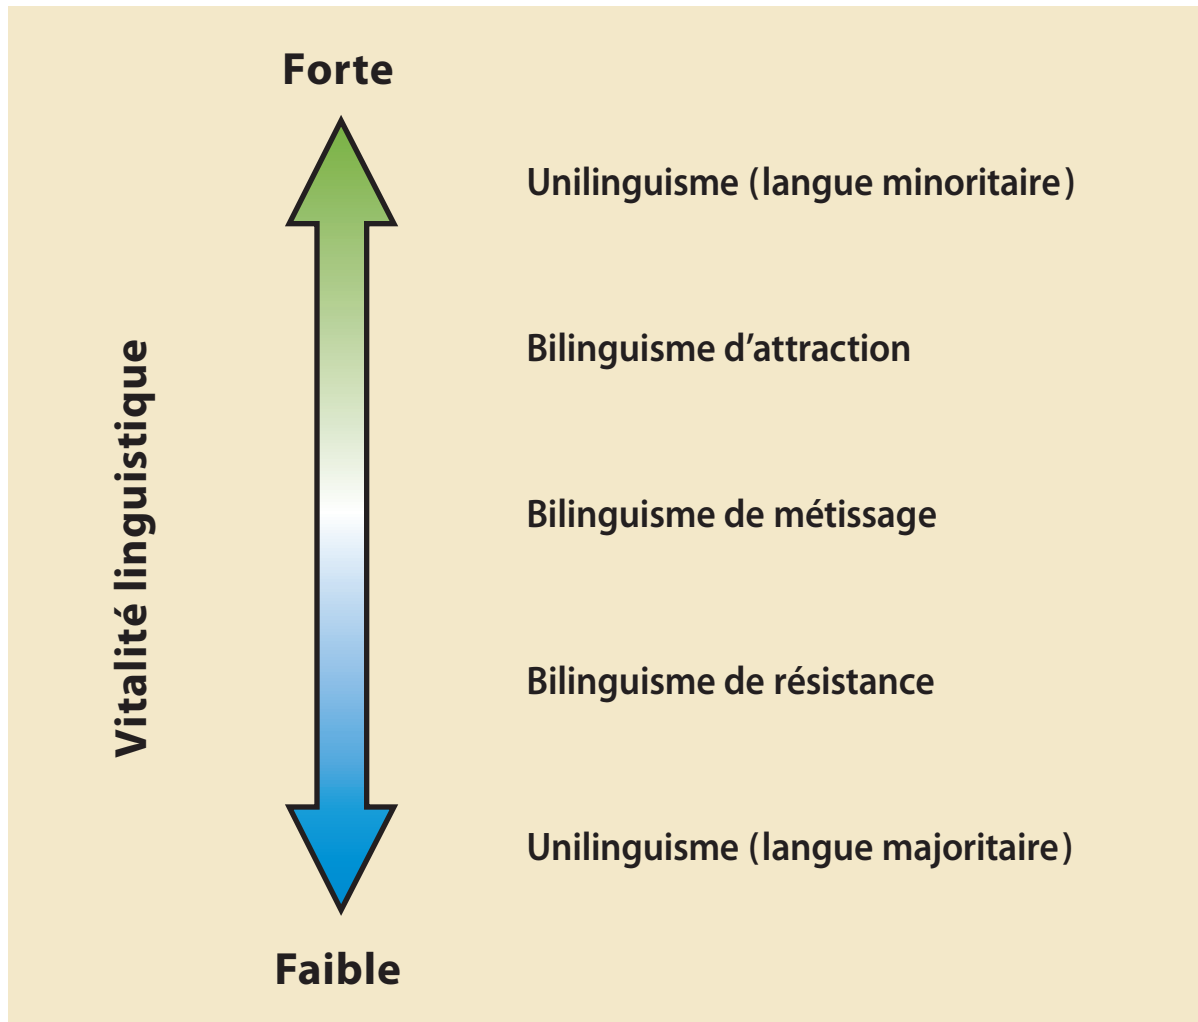 Forte
Unilinguisme (langue minoritaire)
Bilinguisme d’attraction
Vitalité linguistique
Bilinguisme de métissage
Bilinguisme de résistance
Unilinguisme (langue majoritaire)
Faible